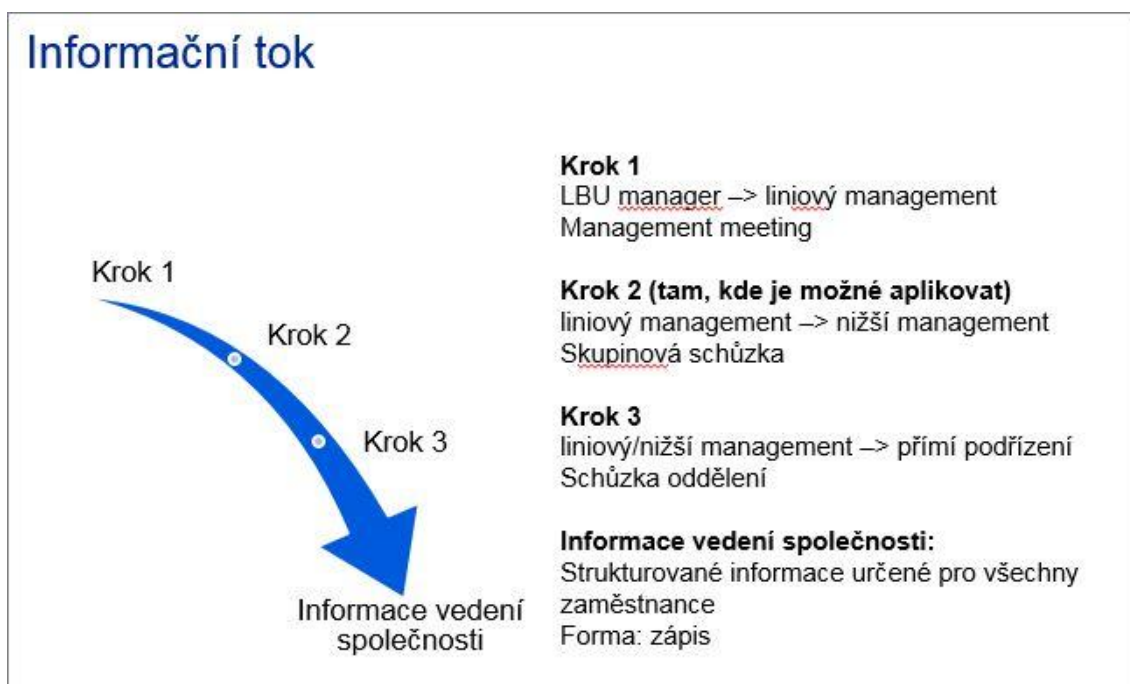 Informační tok
Krok 1
Krok 2
Krok 3
Informace vedení
společnosti
Krok 1
LBU manager –> liniový management
Management meeting
Krok 2 (tam, kde je možné aplikovat)
liniový management –> nižší management
Skupinová schůzka
Krok 3
liniový/nižší management –> přímí podřízení
Schůzka oddělení
Informace vedení společnosti:
Strukturované informace určené pro všechny
zaměstnance
Forma: zápis